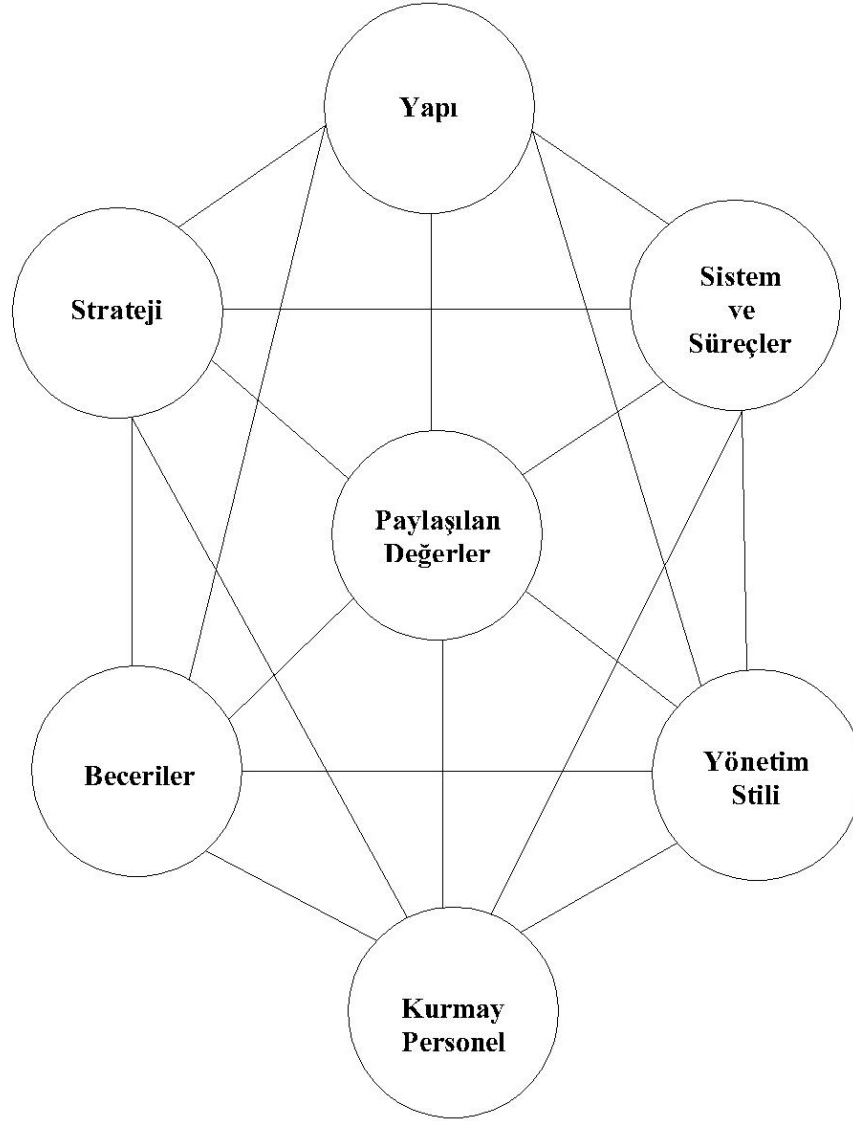 Yapı
Strateji
Sistem
ve
Süreçler
Paylaşılan
Değerler
Beceriler
Yönetim
Stili
Kurmay
Personel